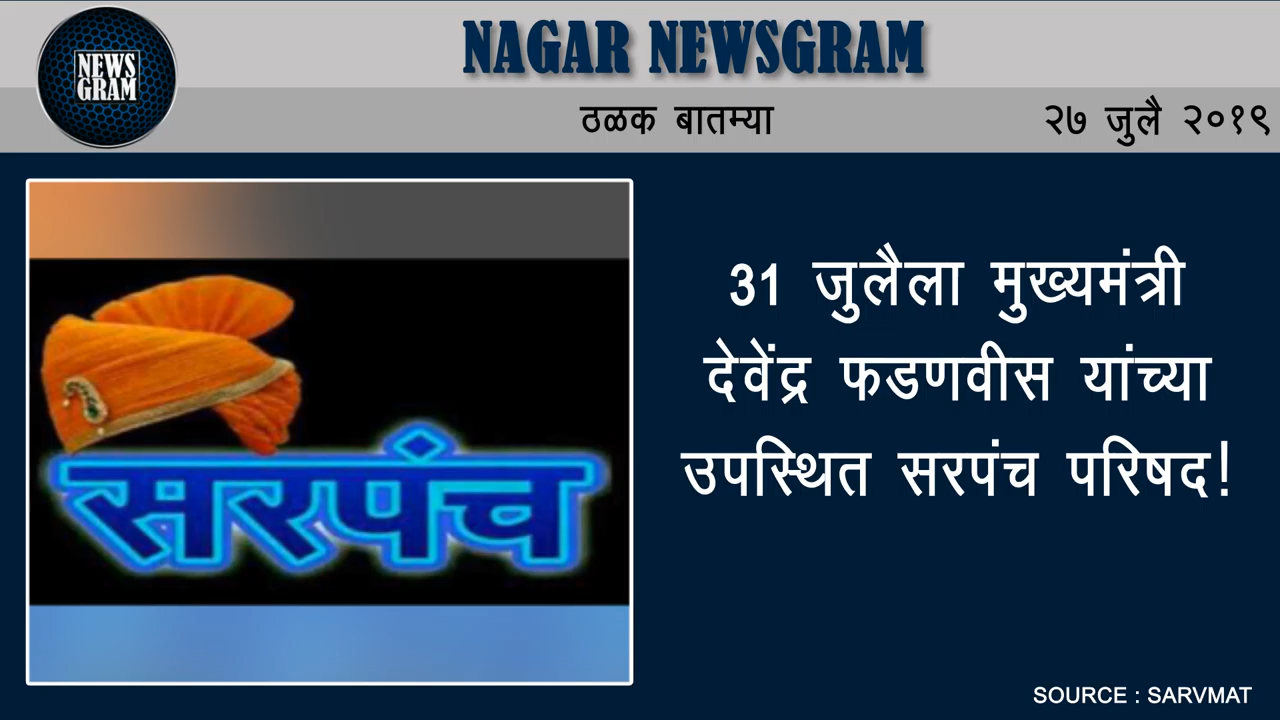 NEWS
GRAM
NAGAR NEWSGRAM
ठळक बातम्या
२७ जुलै २०१९
सरपंच
31 जुलैला मुख्यमंत्री
देवेंद्र फडणवीस यांच्या
उपस्थित सरपंच परिषद!
SOURCE : SARVMAT